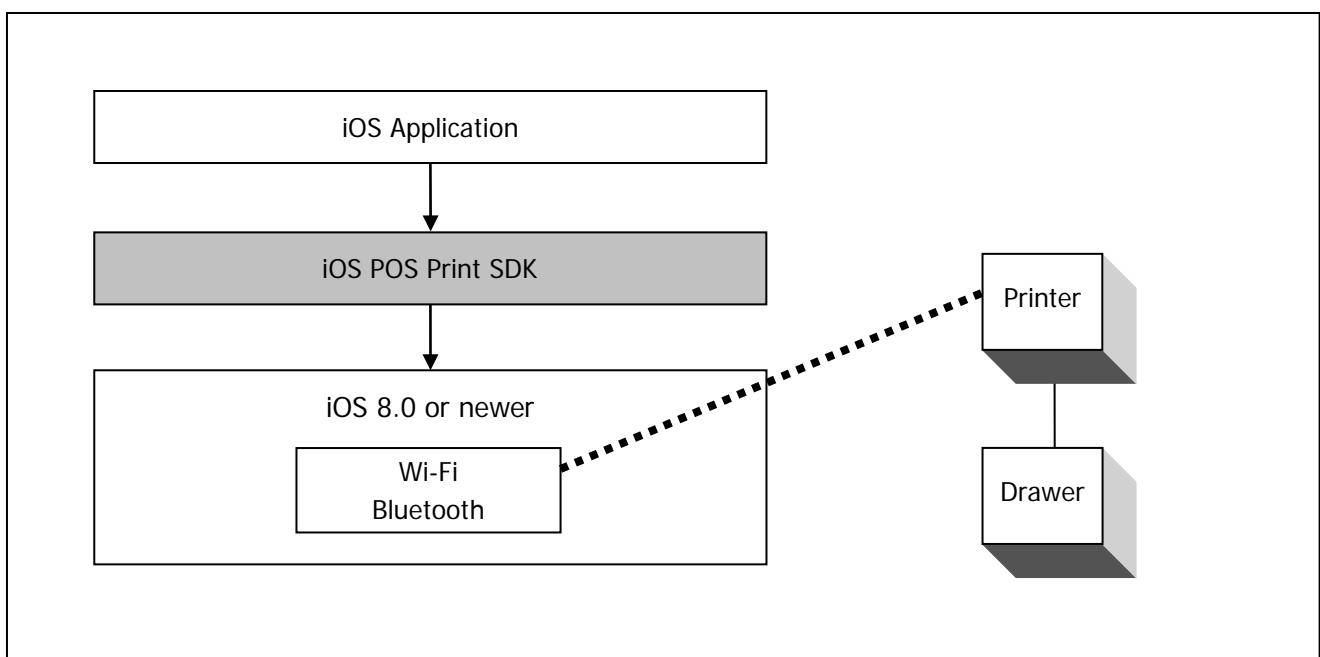 iOS Application
iOS POS Print SDK
iOS 8.0 or newer
Wi-Fi
Bluetooth
Printer
Drawer